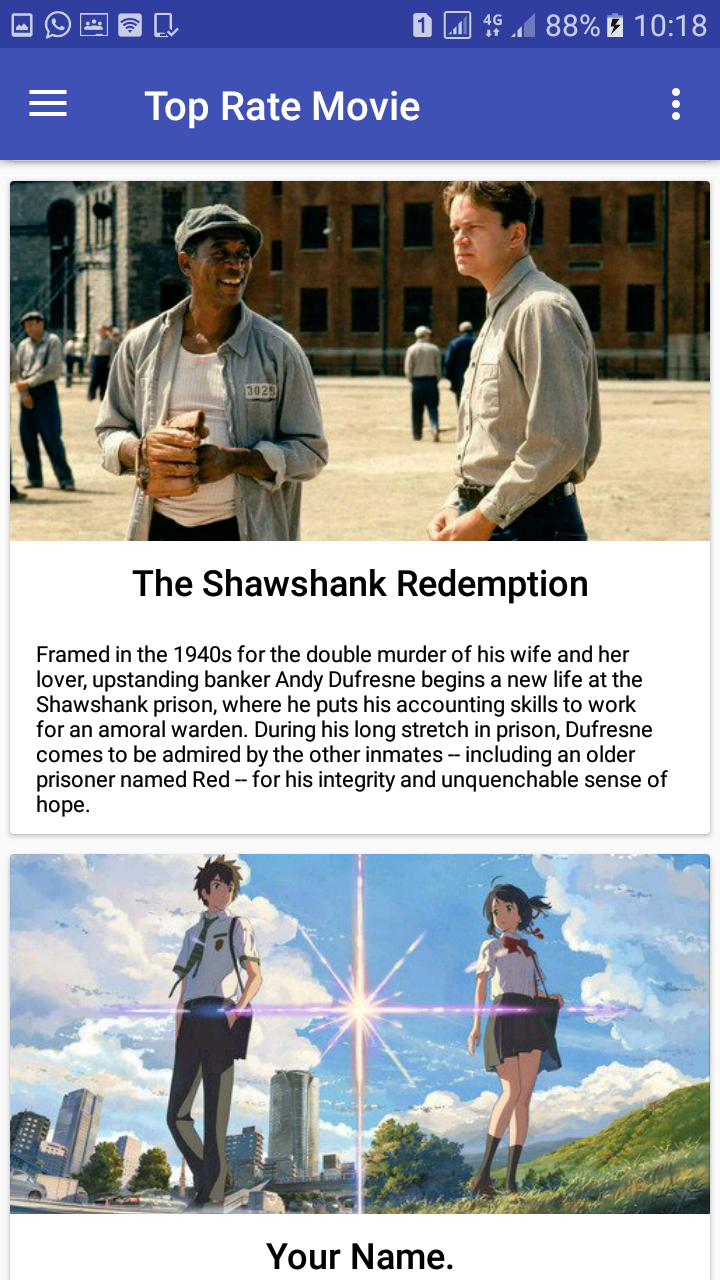 1 4G 88% 10:18
Top Rate Movie
3025
The Shawshank Redemption
Framed in the 1940s for the double murder of his wife and her
lover, upstanding banker Andy Dufresne begins a new life at the
Shawshank prison, where he puts his accounting skills to work
for an amoral warden. During his long stretch in prison, Dufresne
comes to be admired by the other inmates -- including an older
prisoner named Red -- for his integrity and unquenchable sense of
hope.
Your Name.